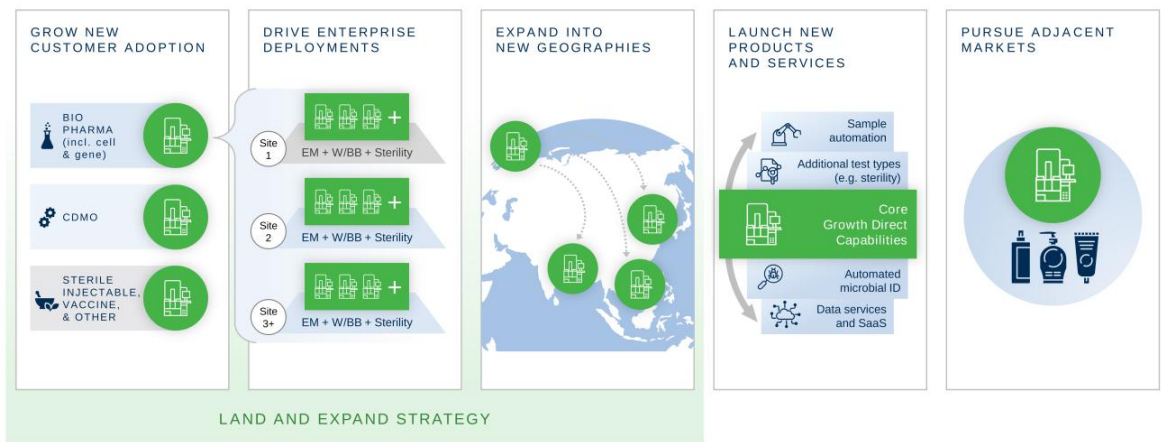 GROW NEW
CUSTOMER ADOPTION
BIO
PHARMA
(incl. cell
& gene)
CDMO
STERILE
INJECTABLE,
VACCINE,
& OTHER
DRIVE ENTERPRISE
DEPLOYMENTS
Site
1
+
EM + W/BB + Sterility
Site
2
+
EM + W/BB + Sterility
Site
3+
+
EM + W/BB + Sterility
EXPAND INTO
NEW GEOGRAPHIES
LAUNCH NEW
PRODUCTS
AND SERVICES
Sample
automation
Additional test types
(e.g. sterility)
Core
Growth Direct
Capabilities
Automated
microbial ID
Data services
and SaaS
PURSUE ADJACENT
MARKETS
LAND AND EXPAND STRATEGY